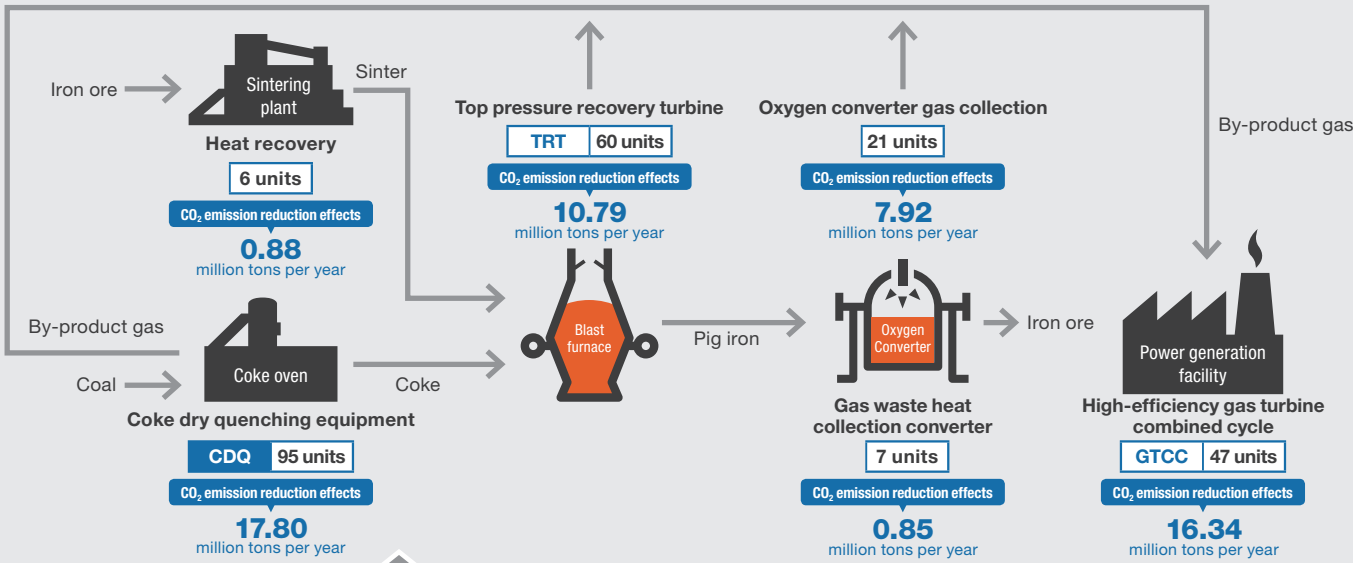 Iron ore
Sintering
plant
Sinter
Heat recovery
6 units
CO₂ emission reduction effects
0.88
million tons per year
Top pressure recovery turbine
TRT 60 units
CO₂ emission reduction effects
10.79
million tons per year
Oxygen converter gas collection
21 units
CO₂ emission reduction effects
7.92
million tons per year
By-product gas
By-product gas
Coal
Coke oven
Coke
Coke dry quenching equipment
CDQ 95 units
CO₂ emission reduction effects
17.80
million tons per year
Blast
furnace
Pig iron
Oxygen
Converter
Iron ore
Gas waste heat
collection converter
7 units
CO₂ emission reduction effects
0.85
million tons per year
Power generation
facility
High-efficiency gas turbine
combined cycle
GTCC 47 units
CO₂ emission reduction effects
16.34
million tons per year